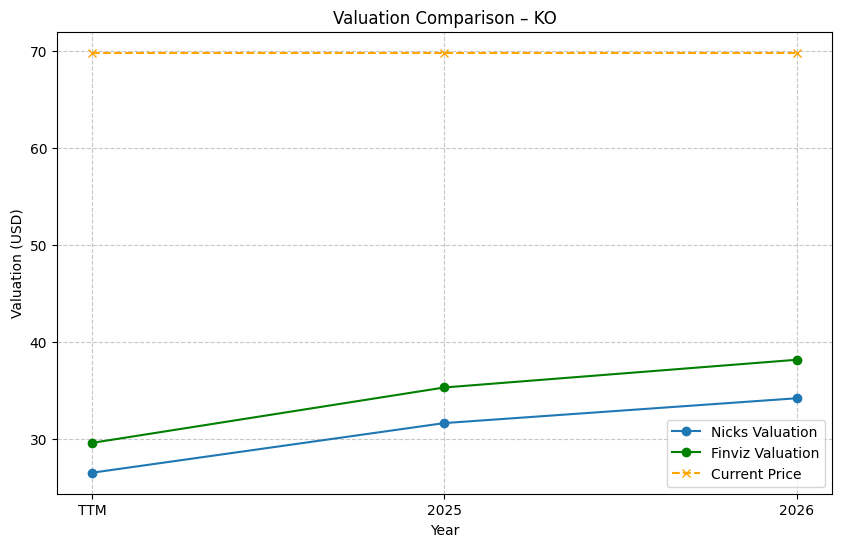 Valuation Comparison – KO
Valuation (USD)
70
60
50
40
30
Nicks Valuation
Finviz Valuation
Current Price
TTM
2025
2026
Year